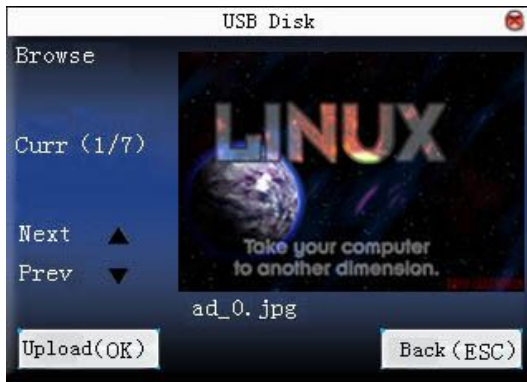 USB Disk
Browse
Curr (1/7)
Next
Prev
LINUX
Take your computer
to another dimension.
ad_0.jpg
Upload(OK)
Back(ESC)